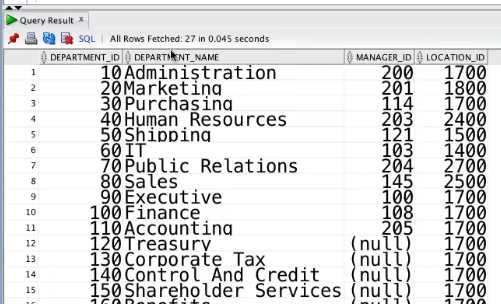 Query Result x
SQL | All Rows Fetched: 27 in 0.045 seconds
DEPARTMENT_ID DEPARTMENT_NAME MANAGER_ID LOCATION_ID
1 10 Administration 200 1700
2 20 Marketing 201 1800
3 30 Purchasing 114 1700
4 40 Human Resources 203 2400
5 50 Shipping 121 1500
6 60 IT 103 1400
7 70 Public Relations 204 2700
8 80 Sales 145 2500
9 90 Executive 100 1700
10 100 Finance 108 1700
11 110 Accounting 205 1700
12 120 Treasury (null) 1700
13 130 Corporate Tax (null) 1700
14 140 Control And Credit (null) 1700
15 150 Shareholder Services (null) 1700